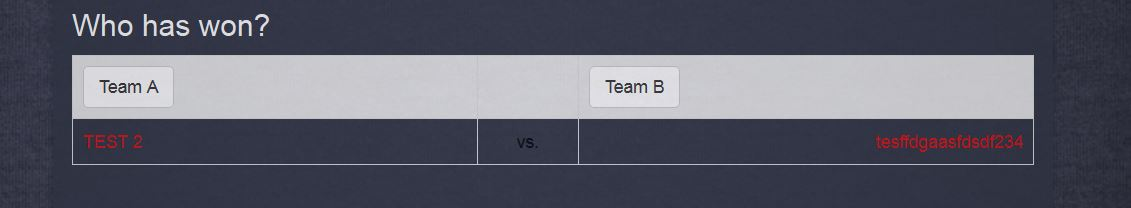 Who has won?
Team A Team B
TEST 2 vs. tesffdgaasfdsdf234